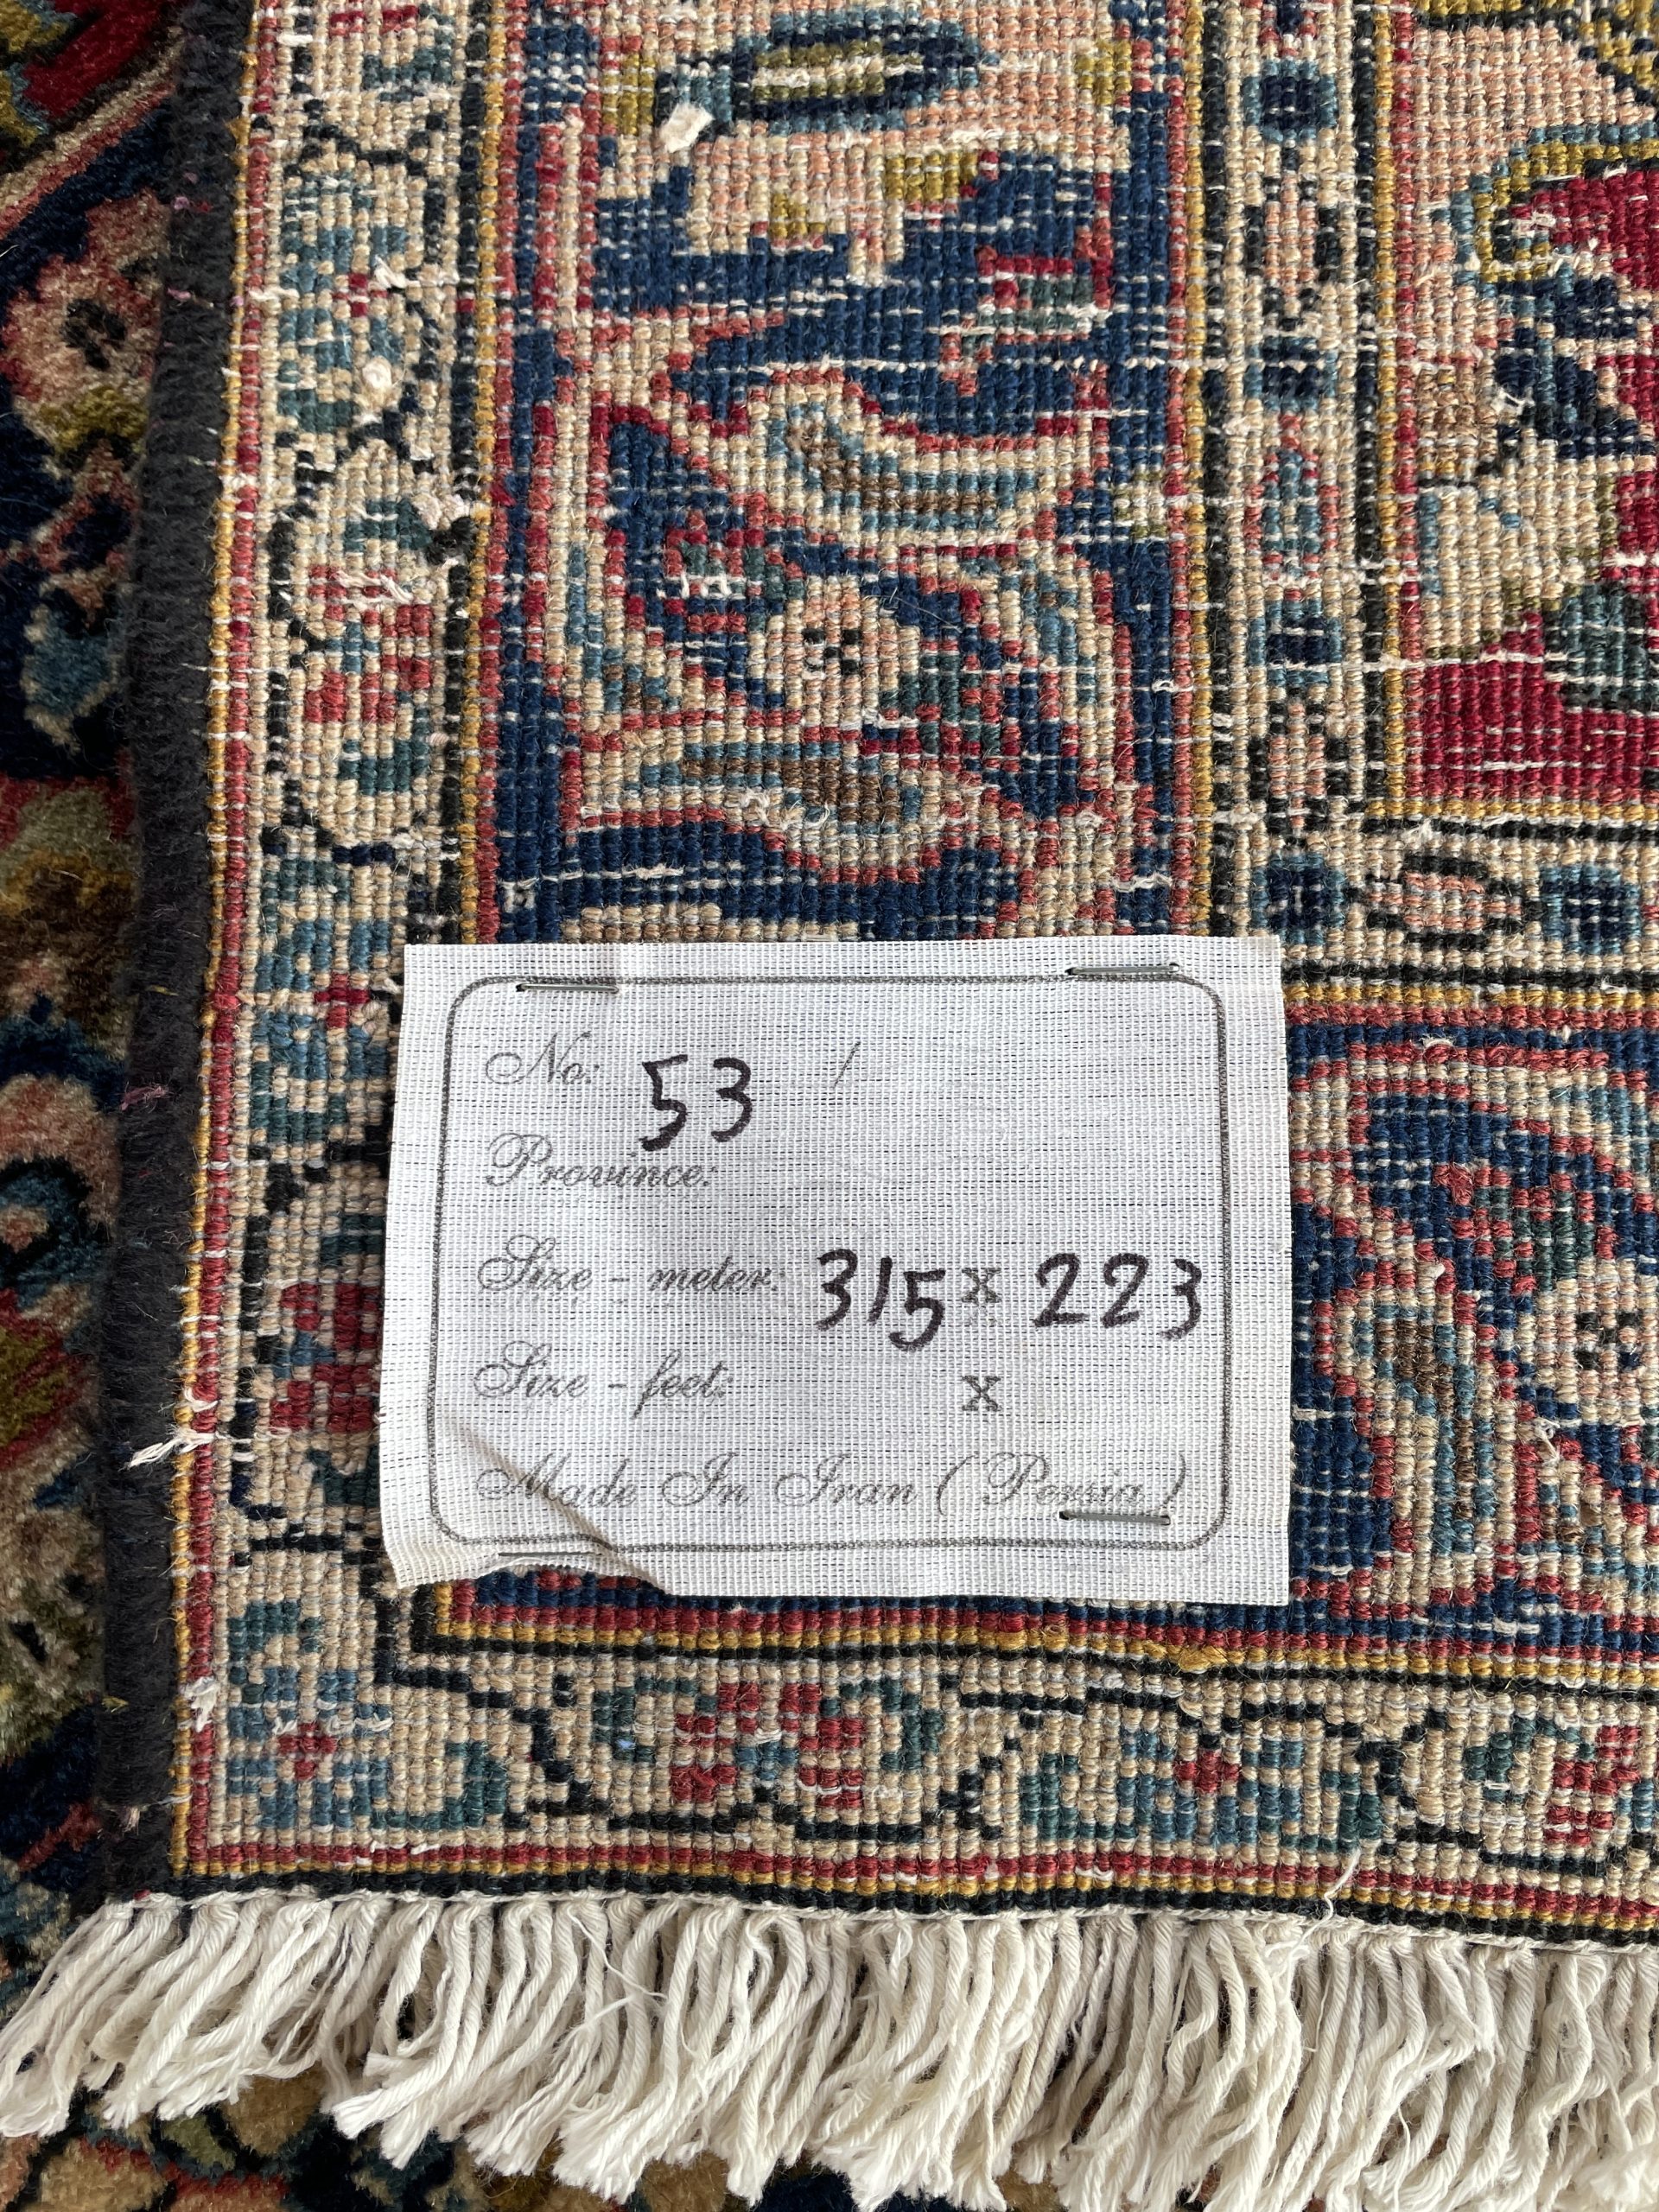 No: 53 /
Province:
Size - meter: 315 x 223
Size - feet: x
Made In Iran ( Persia )